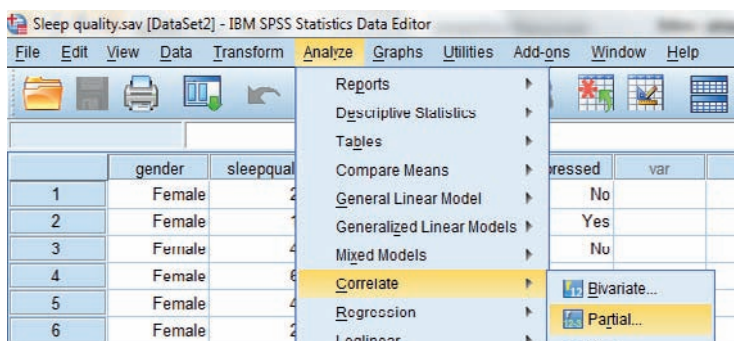 Sleep quality.sav [DataSet2] - IBM SPSS Statistics Data Editor
File Edit View Data Transform Analyze Graphs Utilities Add-ons Window Help
Reports
Descriptive Statistics
Tables
Compare Means
General Linear Model
Generalized Linear Models
Mixed Models
Correlate
Regression
Loglinear
Bivariate...
Partial...
gender sleepqual ressed var
1 Female 2 No
2 Female 1 Yes
3 Female 4 No
4 Female 6
5 Female 4
6 Female 2